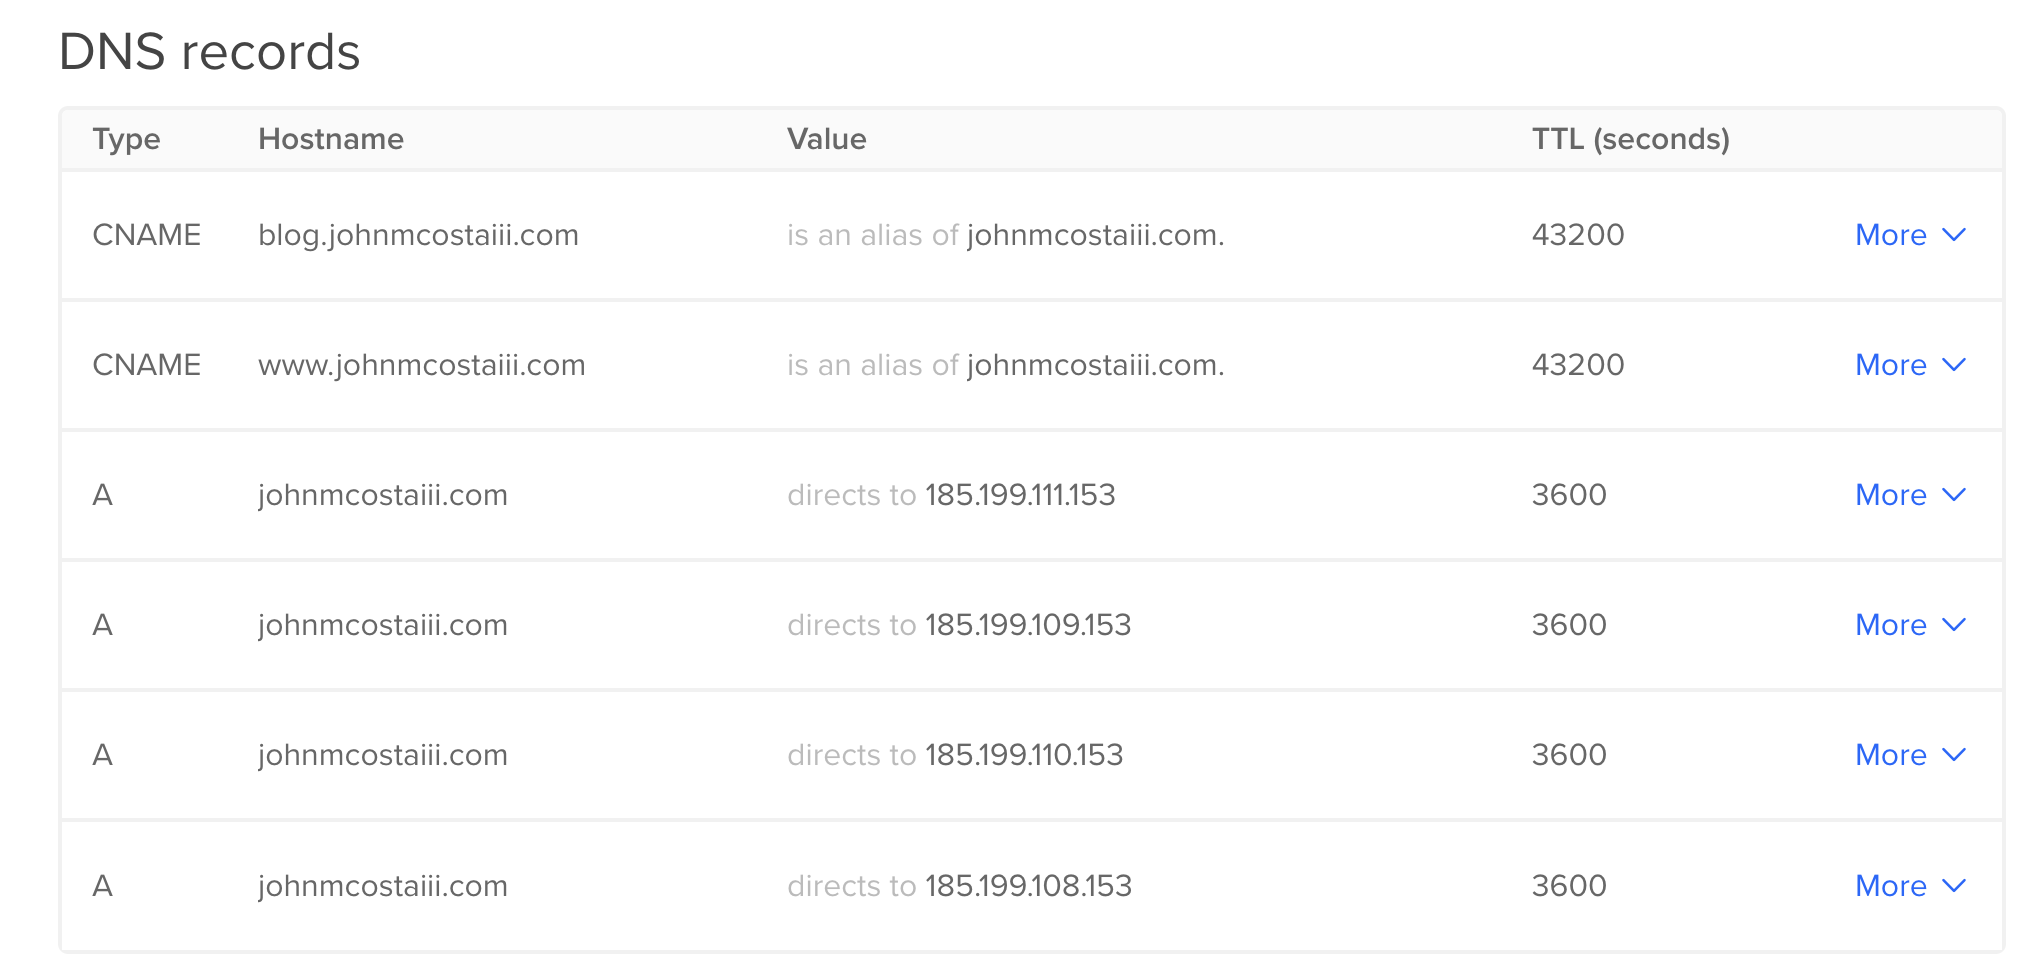 DNS records
Type Hostname Value TTL (seconds)
CNAME blog.johnmcostaiii.com is an alias of johnmcostaiii.com. 43200 More
CNAME www.johnmcostaiii.com is an alias of johnmcostaiii.com. 43200 More
A johnmcostaiii.com directs to 185.199.111.153 3600 More
A johnmcostaiii.com directs to 185.199.109.153 3600 More
A johnmcostaiii.com directs to 185.199.110.153 3600 More
A johnmcostaiii.com directs to 185.199.108.153 3600 More